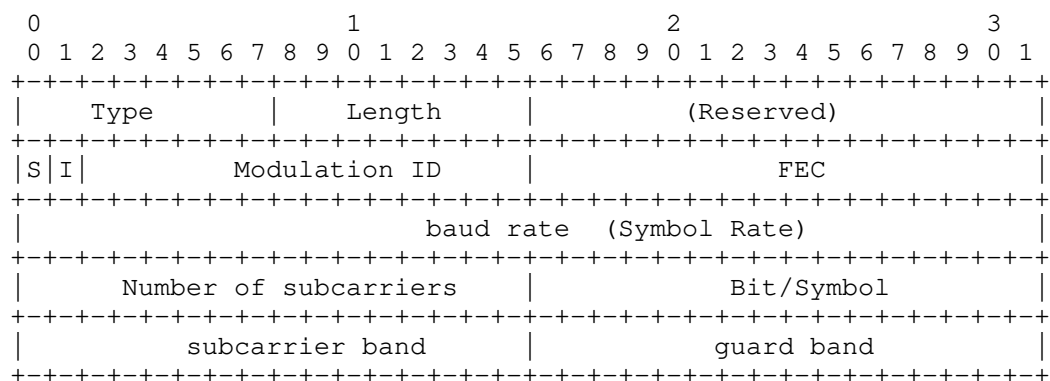 0                   1                   2                   3
 0 1 2 3 4 5 6 7 8 9 0 1 2 3 4 5 6 7 8 9 0 1 2 3 4 5 6 7 8 9 0 1
+-+-+-+-+-+-+-+-+-+-+-+-+-+-+-+-+-+-+-+-+-+-+-+-+-+-+-+-+-+-+-+-+
|    Type       |    Length     |         (Reserved)            |
+-+-+-+-+-+-+-+-+-+-+-+-+-+-+-+-+-+-+-+-+-+-+-+-+-+-+-+-+-+-+-+-+
|S|I|         Modulation ID     |               FEC             |
+-+-+-+-+-+-+-+-+-+-+-+-+-+-+-+-+-+-+-+-+-+-+-+-+-+-+-+-+-+-+-+-+
|                         baud rate  (Symbol Rate)              |
+-+-+-+-+-+-+-+-+-+-+-+-+-+-+-+-+-+-+-+-+-+-+-+-+-+-+-+-+-+-+-+-+
|      Number of subcarriers    |            Bit/Symbol         |
+-+-+-+-+-+-+-+-+-+-+-+-+-+-+-+-+-+-+-+-+-+-+-+-+-+-+-+-+-+-+-+-+
|          subcarrier band      |           guard band          |
+-+-+-+-+-+-+-+-+-+-+-+-+-+-+-+-+-+-+-+-+-+-+-+-+-+-+-+-+-+-+-+-+